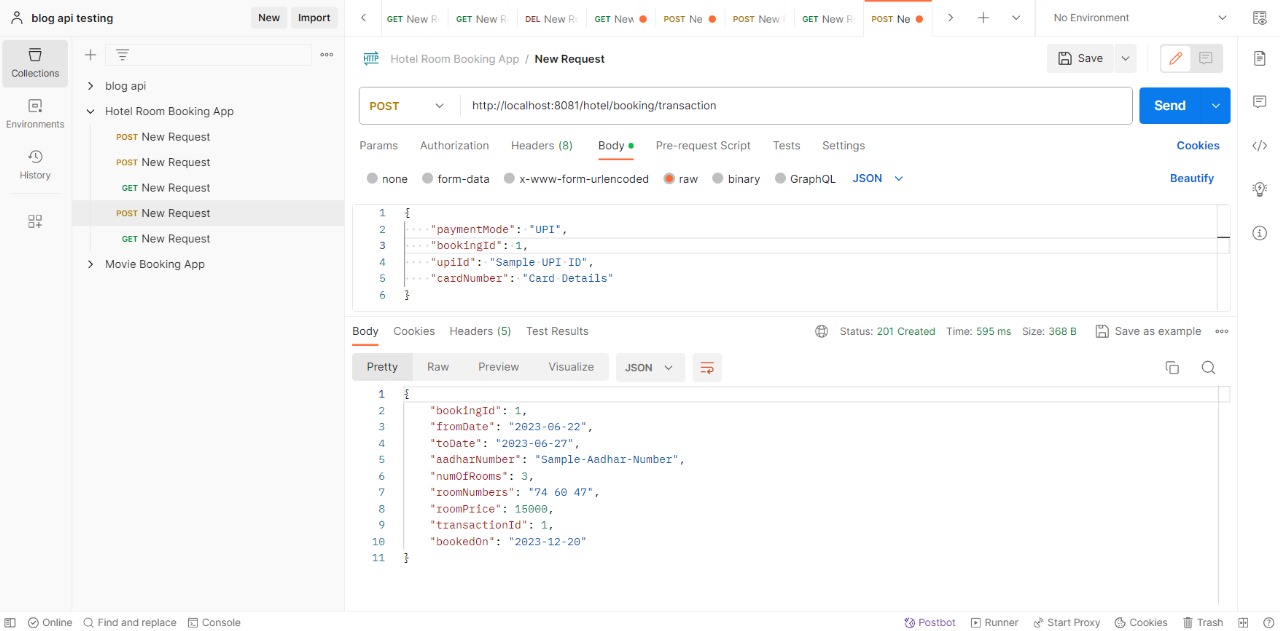 blog api testing
New
Import
GET New R
GET New R
DEL New R
GET New
POST Ne
POST New
GET New R
POST Ne
No Environment
Collections
Environments
History
blog api
Hotel Room Booking App
POST New Request
POST New Request
GET New Request
POST New Request
GET New Request
Movie Booking App
HTTP Hotel Room Booking App / New Request
Save
POST
http://localhost:8081/hotel/booking/transaction
Send
Params Authorization Headers (8) Body Pre-request Script Tests Settings
Cookies
none form-data x-www-form-urlencoded raw binary GraphQL JSON
Beautify
1 {
2 "paymentMode": "UPI",
3 "bookingId": 1,
4 "upiId": "Sample UPI ID",
5 "cardNumber": "Card Details"
6 }
Body Cookies Headers (5) Test Results
Status: 201 Created Time: 595 ms Size: 368 B
Save as example
Pretty Raw Preview Visualize JSON
1 {
2 "bookingId": 1,
3 "fromDate": "2023-06-22",
4 "toDate": "2023-06-27",
5 "aadharNumber": "Sample-Aadhar-Number",
6 "numOfRooms": 3,
7 "roomNumbers": "74 60 47",
8 "roomPrice": 15000,
9 "transactionId": 1,
10 "bookedOn": "2023-12-20"
11 }
Online Find and replace Console
Postbot Runner Start Proxy Cookies Trash